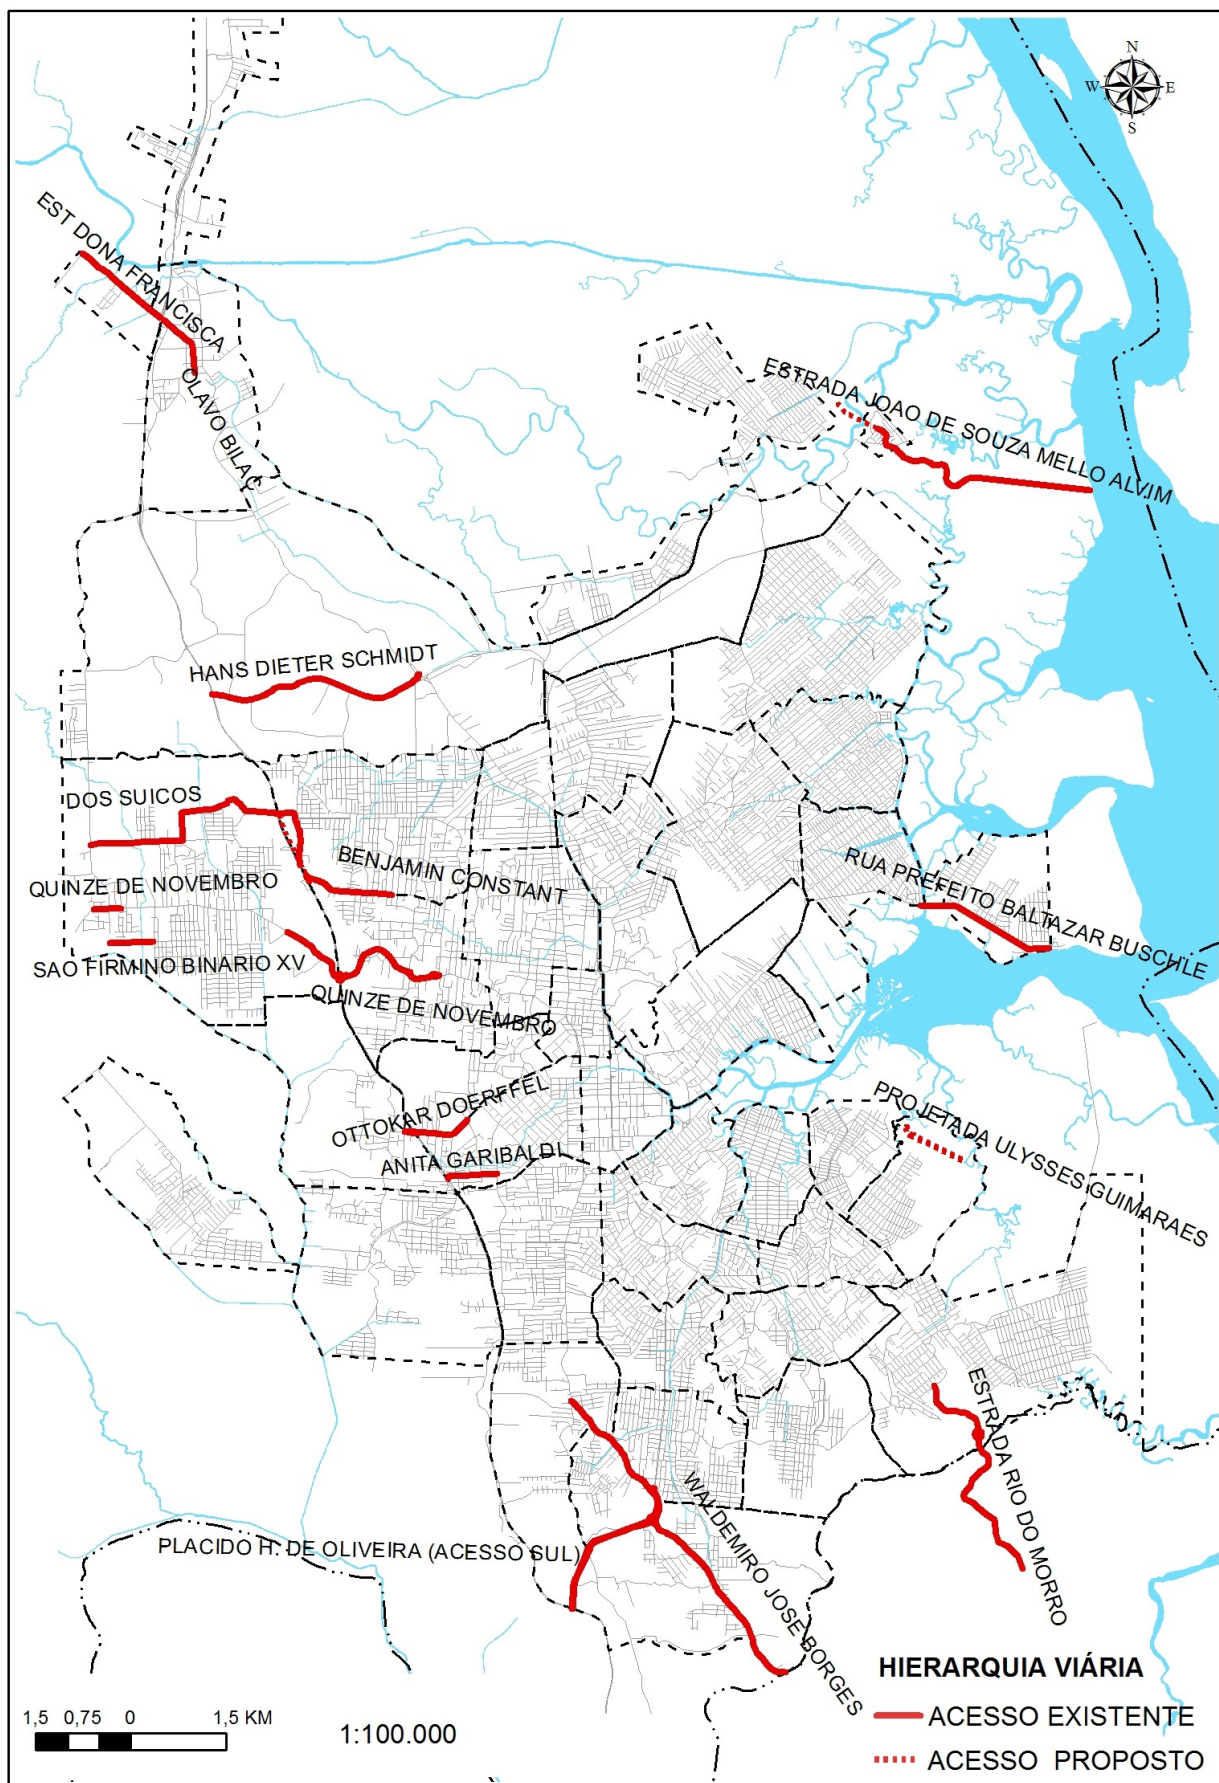 N
W E
S
EST DONA FRANCISCA
OLAVO BILAC
ESTRADA JOAO DE SOUZA MELLO ALVIM
HANS DIETER SCHMIDT
DOS SUICOS
BENJAMIN CONSTANT
RUA PREFEITO BALTAZAR BUSCHLE
QUINZE DE NOVEMBRO
SAO FIRMINO BINARIO XV
QUINZE DE NOVEMBRO
OTTOKAR DOERFFEL
PROJETADA ULYSSES GUIMARAES
ANITA GARIBALDI
ESTRADA RIO DO MORRO
WALDEMIRO JOSE BORGES
PLACIDO H. DE OLIVEIRA (ACESSO SUL)
HIERARQUIA VIÁRIA
ACESSO EXISTENTE
ACESSO PROPOSTO
1,5 0,75 0 1,5 KM
1:100.000